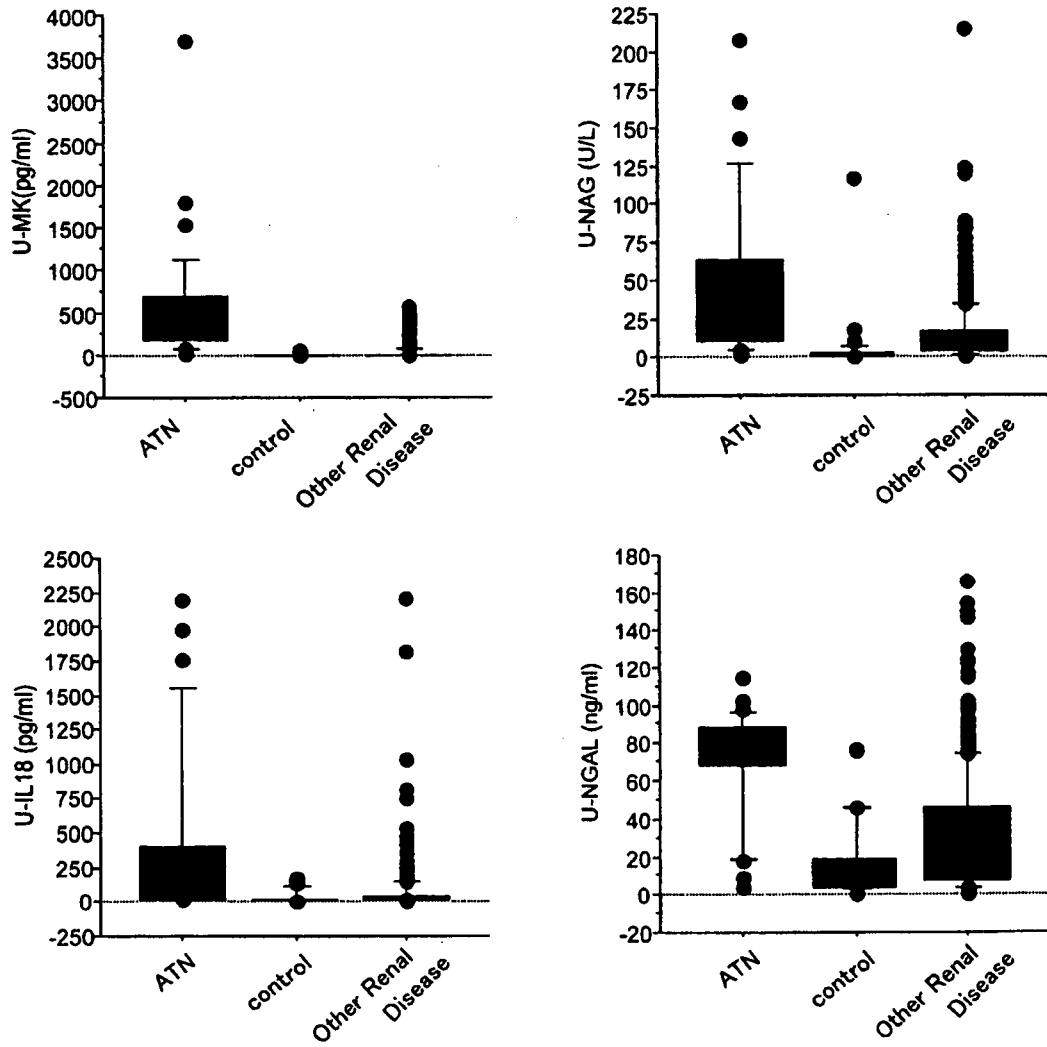 4000
3500
3000
2500
2000
1500
1000
500
0
-500
U-MK(pg/ml)
ATN
control
Other Renal
Disease
225
200
175
150
125
100
75
50
25
0
-25
U-NAG (U/L)
ATN
control
Other Renal
Disease
2500
2250
2000
1750
1500
1250
1000
750
500
250
0
-250
U-IL18 (pg/ml)
ATN
control
Other Renal
Disease
180
160
140
120
100
80
60
40
20
0
-20
U-NGAL (ng/ml)
ATN
control
Other Renal
Disease